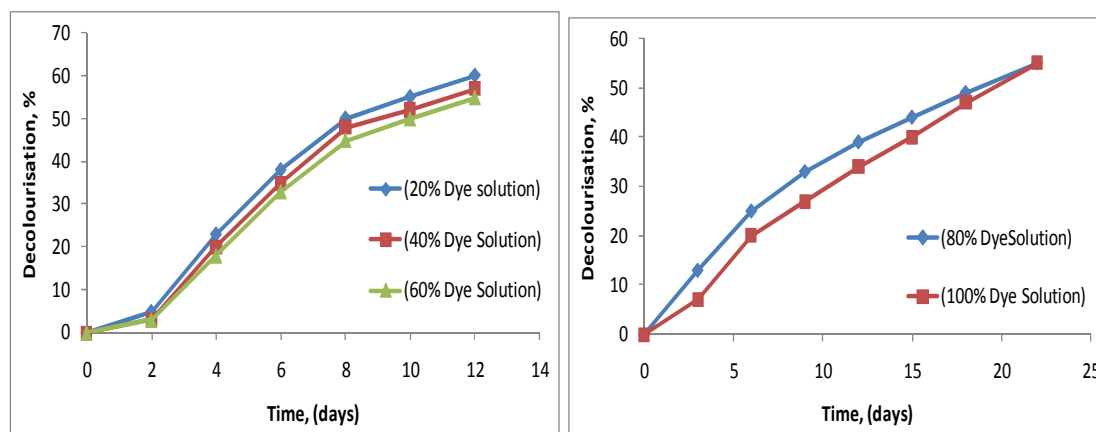 70
60
50
40
30
20
10
0
Decolourisation, %
(20% Dye solution)
(40% Dye Solution)
(60% Dye Solution)
0 2 4 6 8 10 12 14
Time, (days)
60
50
40
30
20
10
0
Decolourisation, %
(80% DyeSolution)
(100% Dye Solution)
0 5 10 15 20 25
Time, (days)